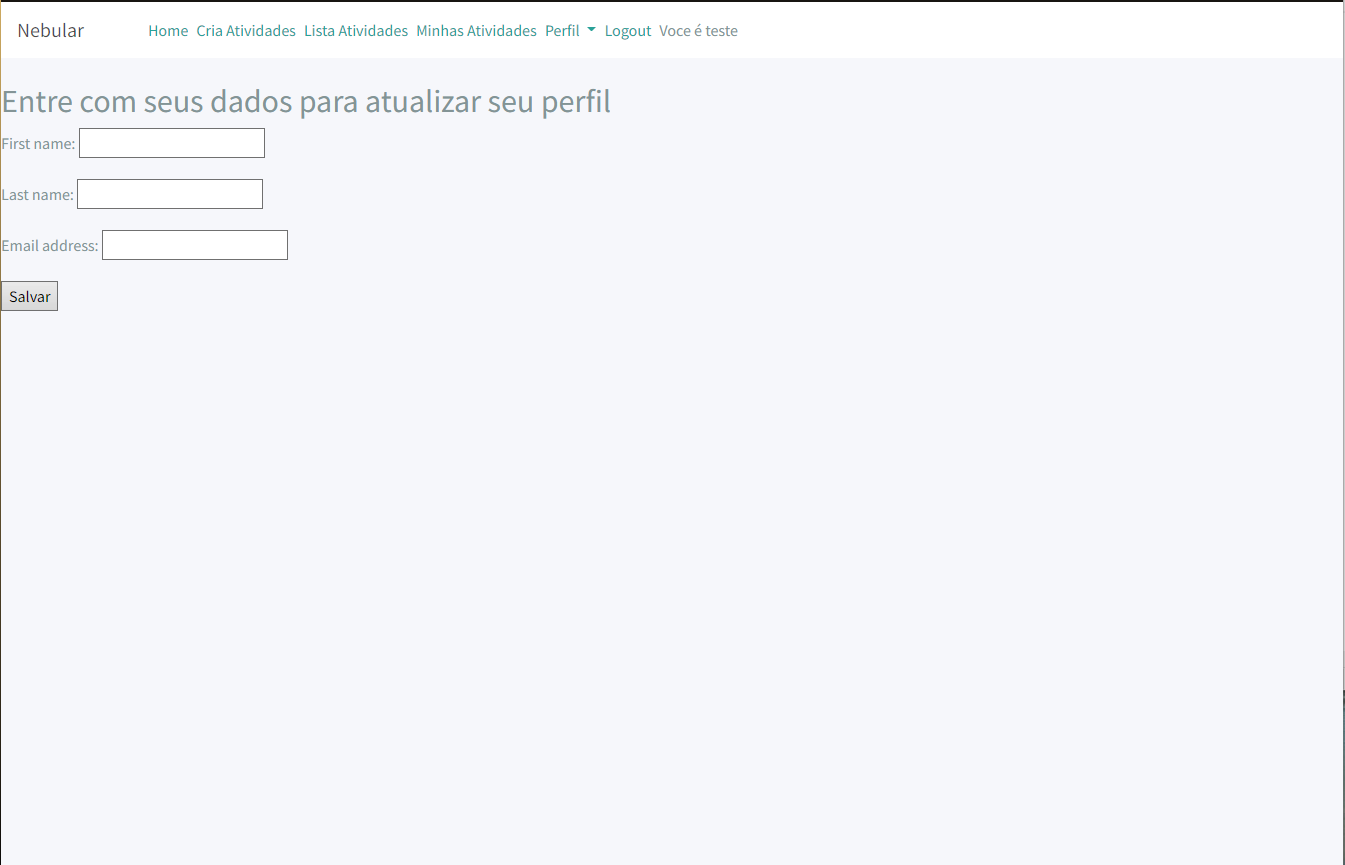 Nebular Home Cria Atividades Lista Atividades Minhas Atividades Perfil Logout Voce é teste
Entre com seus dados para atualizar seu perfil
First name:
Last name:
Email address:
Salvar